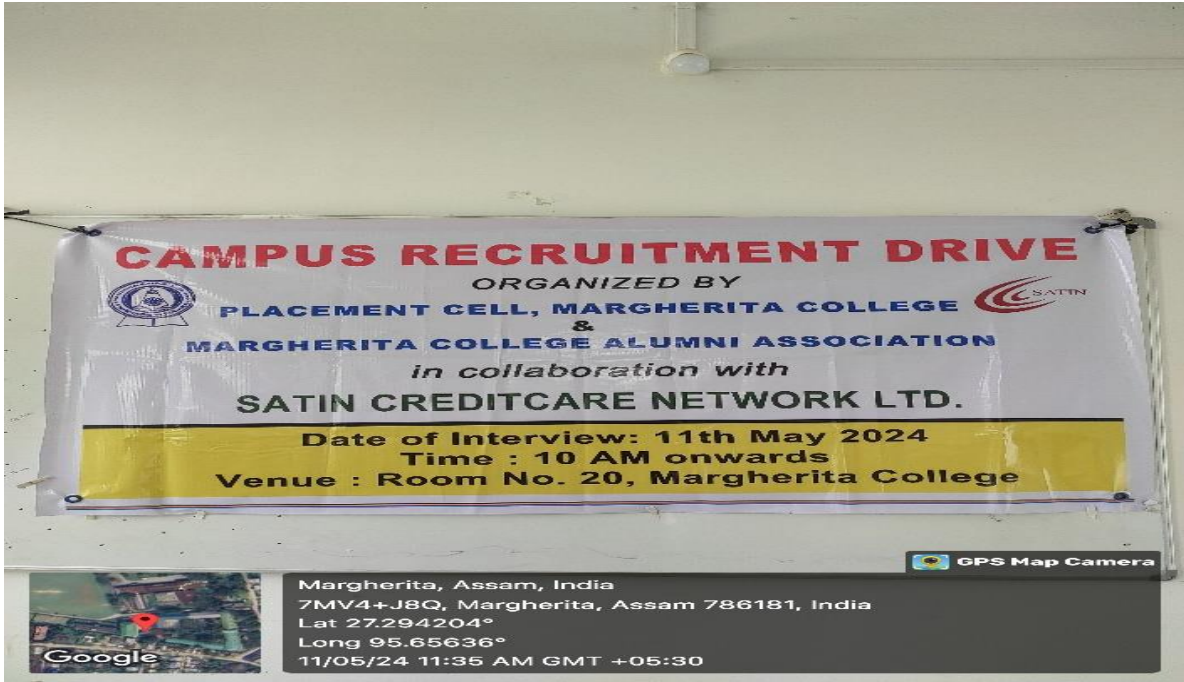 CAMPUS RECRUITMENT DRIVE
ORGANIZED BY
PLACEMENT CELL, MARGHERITA COLLEGE
SATIN
&
MARGHERITA COLLEGE ALUMNI ASSOCIATION
in collaboration with
SATIN CREDITCARE NETWORK LTD.
Date of Interview: 11th May 2024
Time : 10 AM onwards
Venue : Room No. 20, Margherita College
GPS Map Camera
Margherita, Assam, India
7MV4+J8Q, Margherita, Assam 786181, India
Lat 27.294204°
Long 95.65636°
11/05/24 11:35 AM GMT +05:30
Google